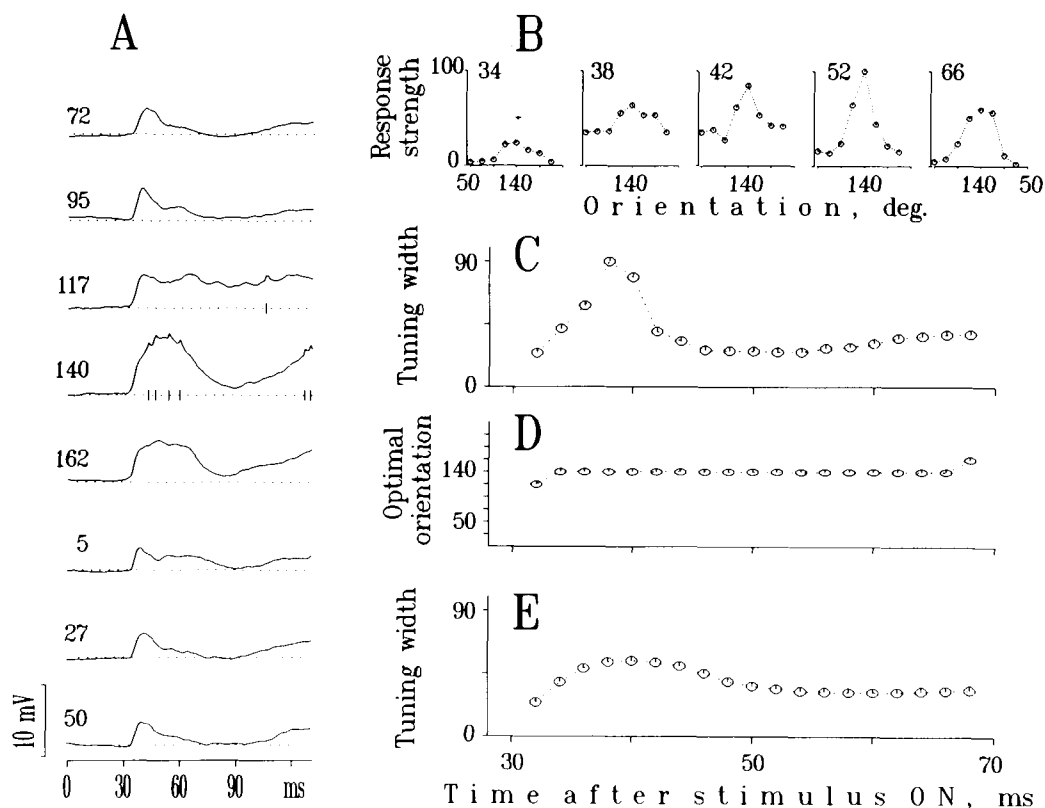 A
72
95
117
140
162
5
27
50
10 mV
0 30 60 90 ms
B
Response strength
100
0
34 38 42 52 66
50 140 140 140 140 140 50
Orientation, deg.
C
Tuning width
90
0
D
Optimal orientation
140
50
E
Tuning width
90
0
30 50 70
Time after stimulus ON, ms